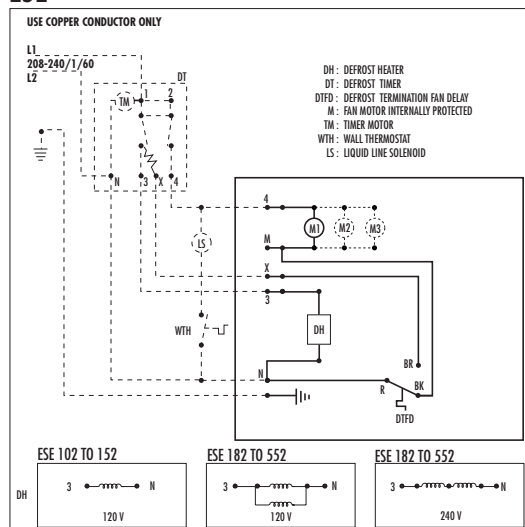 USE COPPER CONDUCTOR ONLY
L1
208-240/1/60
L2
DT
TM
1
2
N
3
X
4
DH : DEFROST HEATER
DT : DEFROST TIMER
DTFD : DEFROST TERMINATION FAN DELAY
M : FAN MOTOR INTERNALLY PROTECTED
TM : TIMER MOTOR
WTH : WALL THERMOSTAT
LS : LIQUID LINE SOLENOID
4
M1
M2
M3
LS
M
X
3
WTH
DH
N
BR
R
BK
DTFD
ESE 102 TO 152
ESE 182 TO 552
ESE 182 TO 552
DH
3
N
120 V
3
N
120 V
3
N
240 V